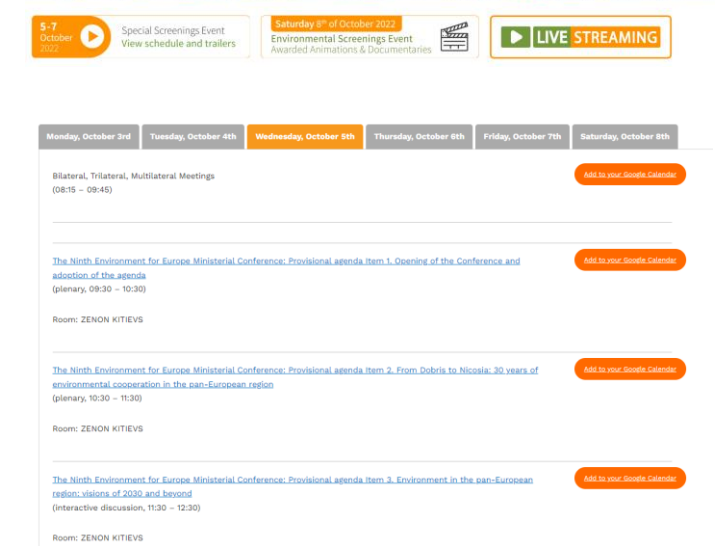 5-7
October
2022
Special Screenings Event
View schedule and trailers
Saturday 8th of October 2022
Environmental Screenings Event
Awarded Animations & Documentaries
LIVE STREAMING
Monday, October 3rd
Tuesday, October 4th
Wednesday, October 5th
Thursday, October 6th
Friday, October 7th
Saturday, October 8th
Bilateral, Trilateral, Multilateral Meetings
(08:15 – 09:45)
Add to your Google Calendar
The Ninth Environment for Europe Ministerial Conference: Provisional agenda Item 1. Opening of the Conference and
adoption of the agenda
(plenary, 09:30 – 10:30)
Room: ZENON KITIEVS
Add to your Google Calendar
The Ninth Environment for Europe Ministerial Conference: Provisional agenda Item 2. From Dobris to Nicosia: 30 years of
environmental cooperation in the pan-European region
(plenary, 10:30 – 11:30)
Room: ZENON KITIEVS
Add to your Google Calendar
The Ninth Environment for Europe Ministerial Conference: Provisional agenda Item 3. Environment in the pan-European
region: visions of 2030 and beyond
(interactive discussion, 11:30 – 12:30)
Room: ZENON KITIEVS
Add to your Google Calendar